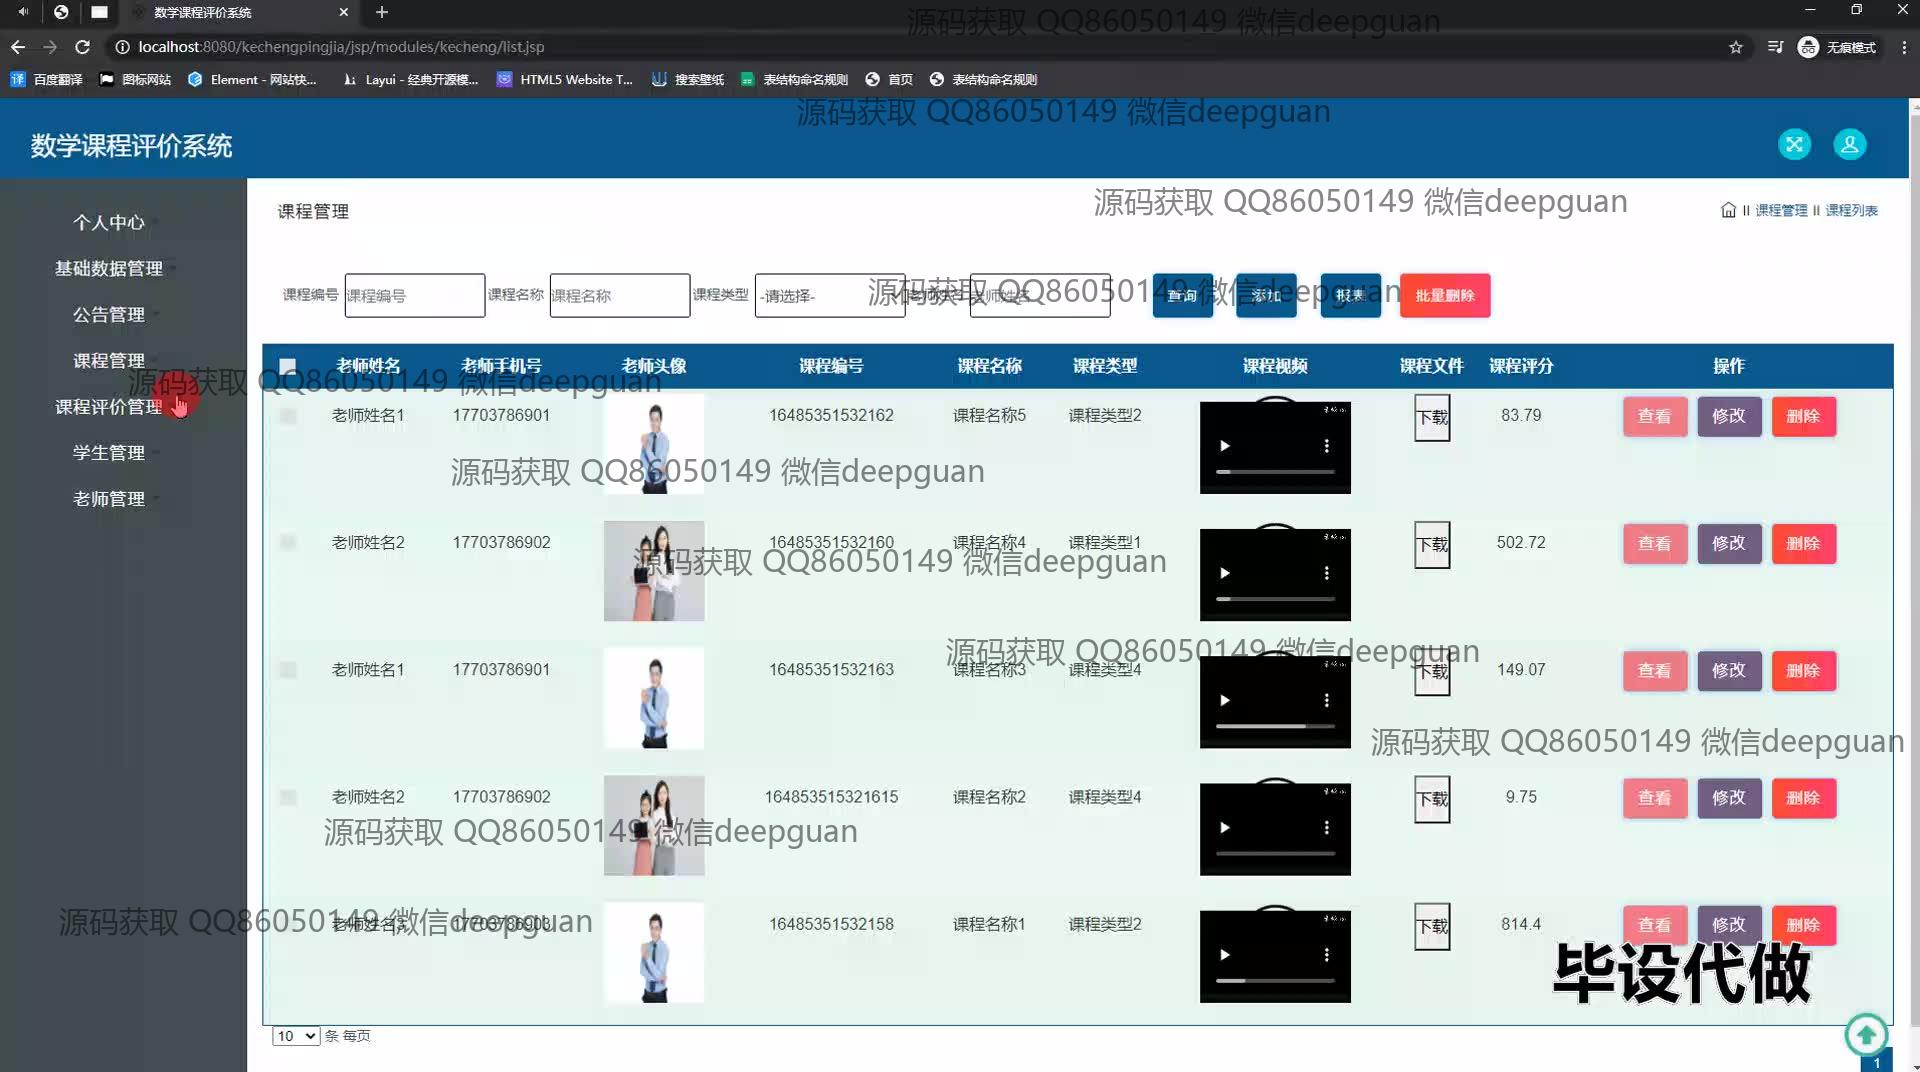 数学课程评价系统
localhost:8080/kechengpingjia/jsp/modules/kecheng/list.jsp
无痕模式
百度翻译 图标网站 Element - 网站快... Layui - 经典开源模... HTML5 Website T... 搜索壁纸 表结构命名规则 首页 表结构命名规则
源码获取 QQ86050149 微信deepguan
源码获取 QQ86050149 微信deepguan
数学课程评价系统
源码获取 QQ86050149 微信deepguan
课程管理
II 课程管理 II 课程列表
个人中心
基础数据管理
公告管理
课程管理
课程评价管理
学生管理
老师管理
课程编号 课程编号 课程名称 课程名称 课程类型 -请选择- 老师姓名 老师姓名 查询 添加 报表 批量删除
源码获取 QQ86050149 微信deepguan
老师姓名 老师手机号 老师头像 课程编号 课程名称 课程类型 课程视频 课程文件 课程评分 操作
源码获取 QQ86050149 微信deepguan
老师姓名1 17703786901 16485351532162 课程名称5 课程类型2 下载 83.79 查看 修改 删除
源码获取 QQ86050149 微信deepguan
老师姓名2 17703786902 16485351532160 课程名称4 课程类型1 下载 502.72 查看 修改 删除
源码获取 QQ86050149 微信deepguan
源码获取 QQ86050149 微信deepguan
老师姓名1 17703786901 16485351532163 课程名称3 课程类型4 下载 149.07 查看 修改 删除
源码获取 QQ86050149 微信deepguan
老师姓名2 17703786902 164853515321615 课程名称2 课程类型4 下载 9.75 查看 修改 删除
源码获取 QQ86050149 微信deepguan
源码获取 QQ86050149 微信deepguan
老师姓名3 17703786903 16485351532158 课程名称1 课程类型2 下载 814.4 查看 修改 删除
毕设代做
10 条 每页
1